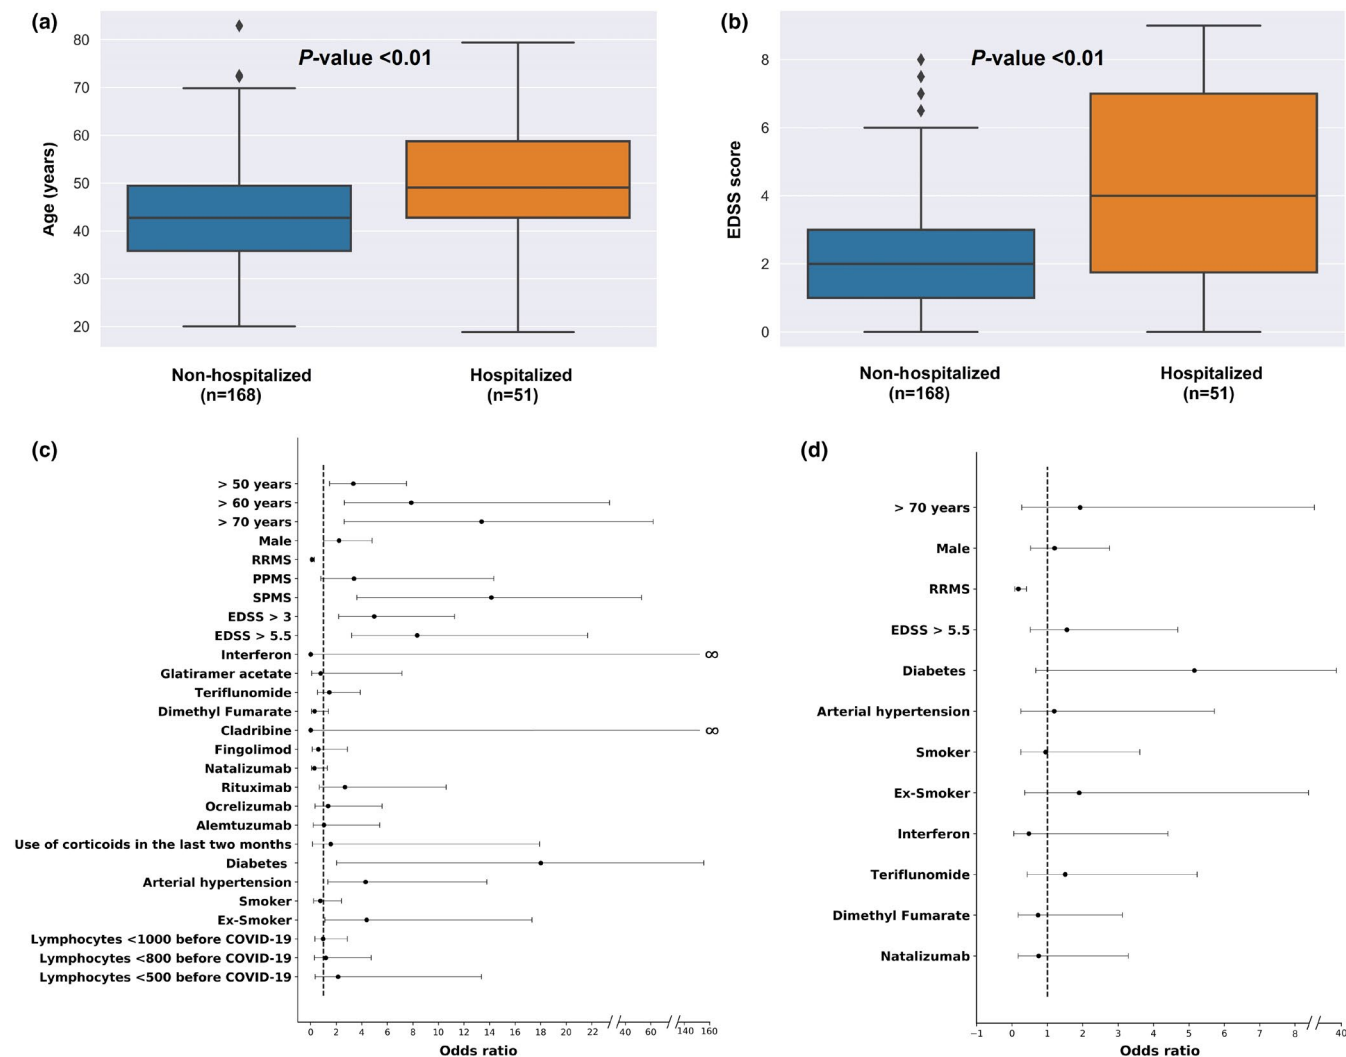 (a)
P-value <0.01
Age (years)
80
70
60
50
40
30
20
Non-hospitalized
(n=168)
Hospitalized
(n=51)
(b)
P-value <0.01
EDSS score
8
6
4
2
0
Non-hospitalized
(n=168)
Hospitalized
(n=51)
(c)
> 50 years
> 60 years
> 70 years
Male
RRMS
PPMS
SPMS
EDSS > 3
EDSS > 5.5
Interferon ∞
Glatiramer acetate
Teriflunomide
Dimethyl Fumarate
Cladribine ∞
Fingolimod
Natalizumab
Rituximab
Ocrelizumab
Alemtuzumab
Use of corticoids in the last two months
Diabetes
Arterial hypertension
Smoker
Ex-Smoker
Lymphocytes <1000 before COVID-19
Lymphocytes <800 before COVID-19
Lymphocytes <500 before COVID-19
0 2 4 6 8 10 12 14 16 18 20 22 // 40 60 // 140 160
Odds ratio
(d)
> 70 years
Male
RRMS
EDSS > 5.5
Diabetes
Arterial hypertension
Smoker
Ex-Smoker
Interferon
Teriflunomide
Dimethyl Fumarate
Natalizumab
−1 0 1 2 3 4 5 6 7 8 // 40
Odds ratio